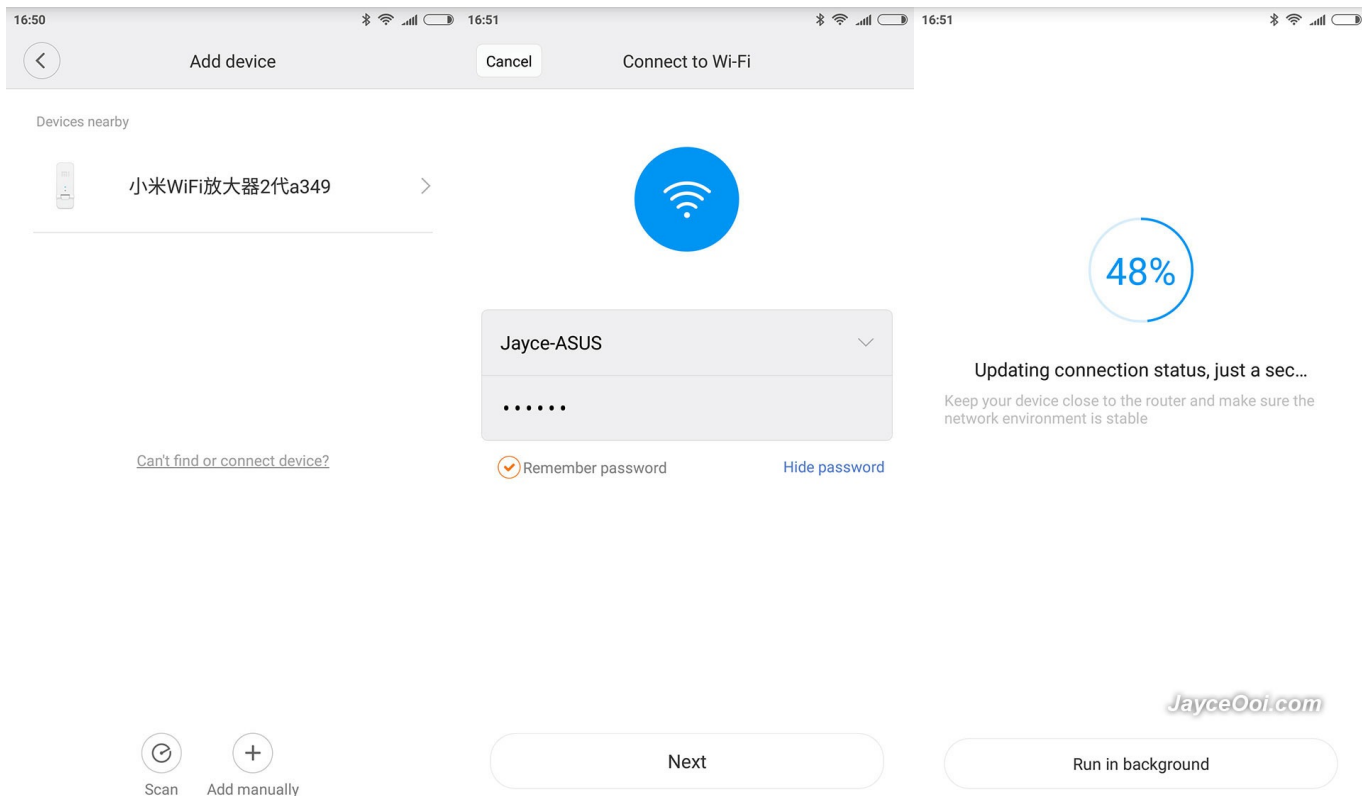 16:50
Add device
Devices nearby
小米WiFi放大器2代a349
Can't find or connect device?
Scan
Add manually
16:51
Cancel
Connect to Wi-Fi
Jayce-ASUS
••••••
Remember password
Hide password
Next
16:51
48%
Updating connection status, just a sec...
Keep your device close to the router and make sure the
network environment is stable
JayceOoi.com
Run in background